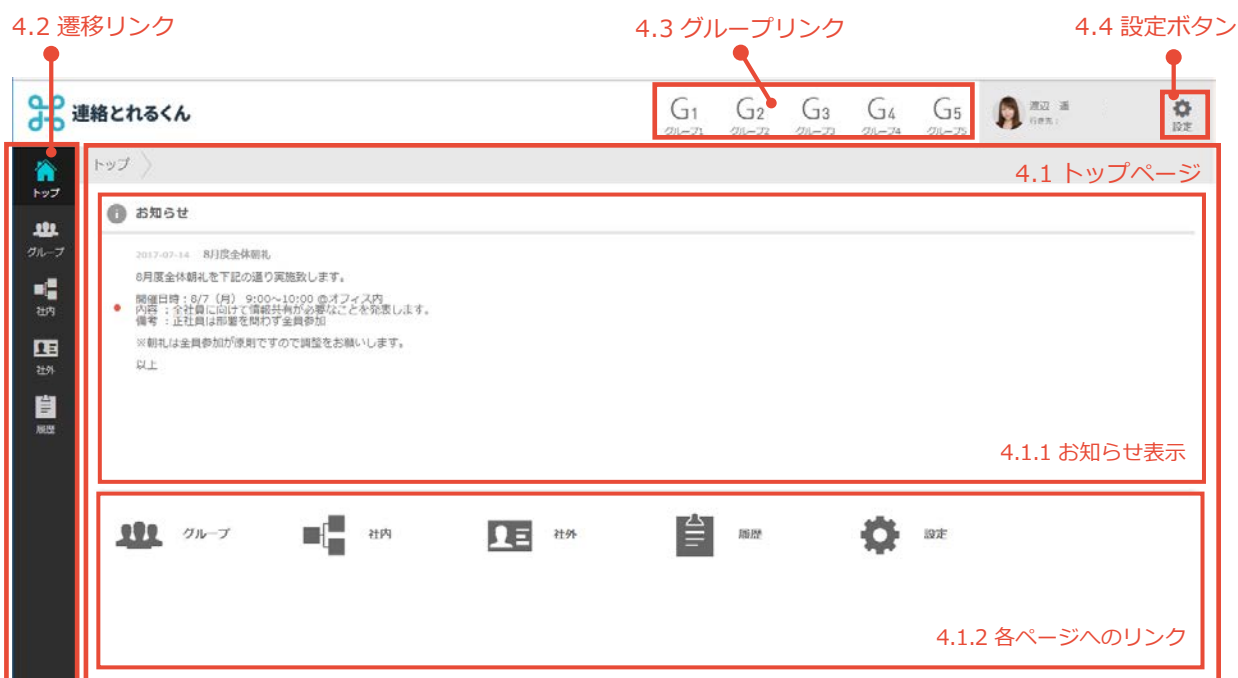 4.2 遷移リンク
4.3 グループリンク
4.4 設定ボタン
連絡とれるくん
G1 G2 G3 G4 G5
グループ1 グループ2 グループ3 グループ4 グループ5
渡辺 遥
行き先：
設定
トップ
グループ
社内
社外
履歴
トップ
4.1 トップページ
お知らせ
2017-07-14 8月度全体朝礼
8月度全体朝礼を下記の通り実施致します。
開催日時：8/7（月） 9:00～10:00 @オフィス内
内容 ：全社員に向けて情報共有が必要なことを発表します。
備考 ：正社員は部署を問わず全員参加
※朝礼は全員参加が原則ですので調整をお願いします。
以上
4.1.1 お知らせ表示
グループ 社内 社外 履歴 設定
4.1.2 各ページへのリンク